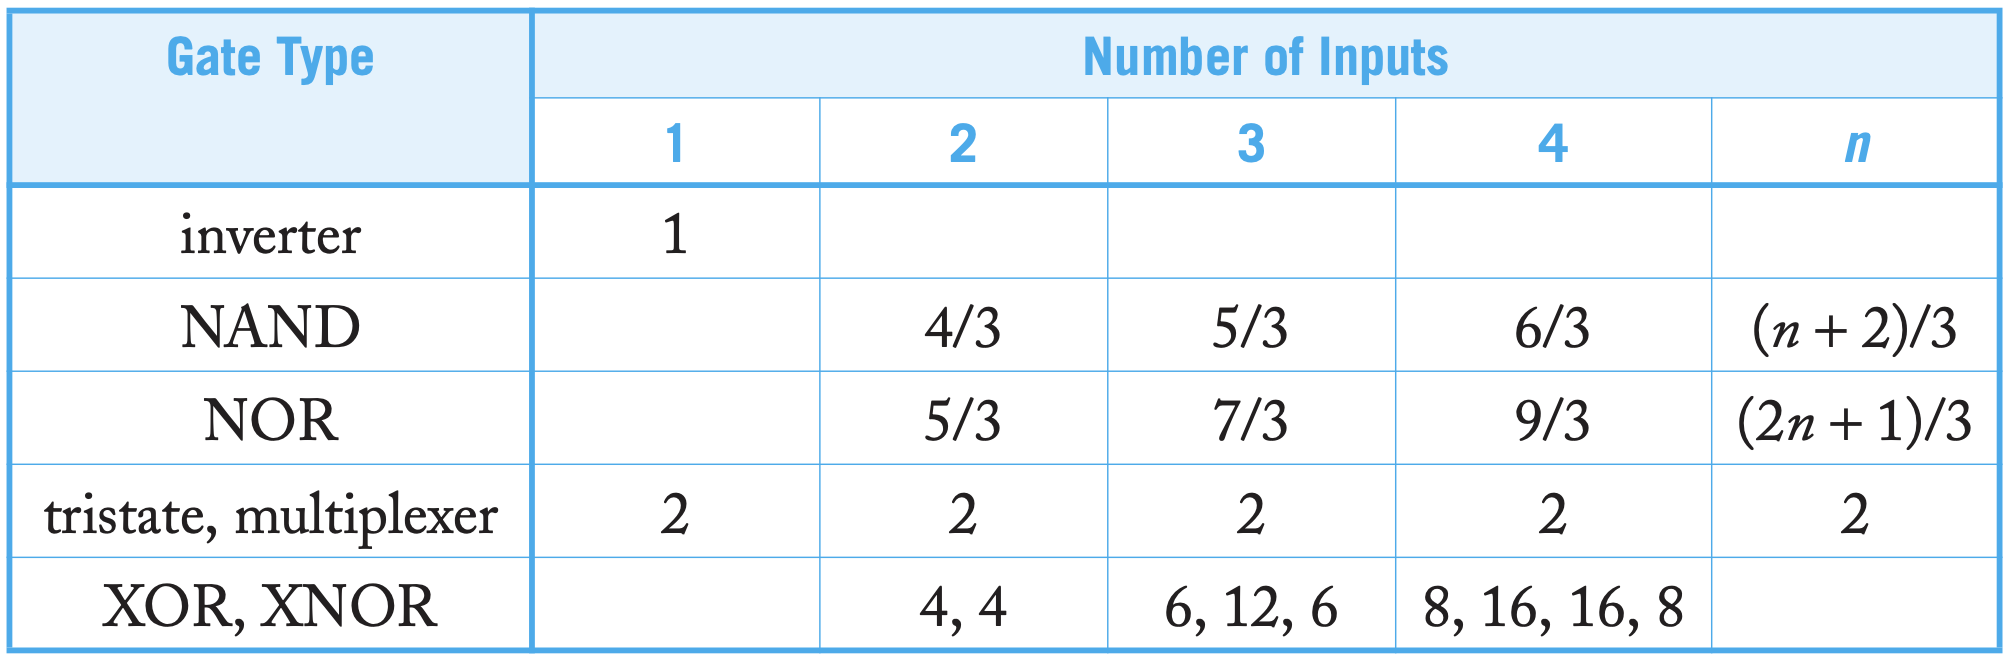 Gate Type Number of Inputs
1 2 3 4 n
inverter 1
NAND 4/3 5/3 6/3 (n + 2)/3
NOR 5/3 7/3 9/3 (2n + 1)/3
tristate, multiplexer 2 2 2 2 2
XOR, XNOR 4, 4 6, 12, 6 8, 16, 16, 8